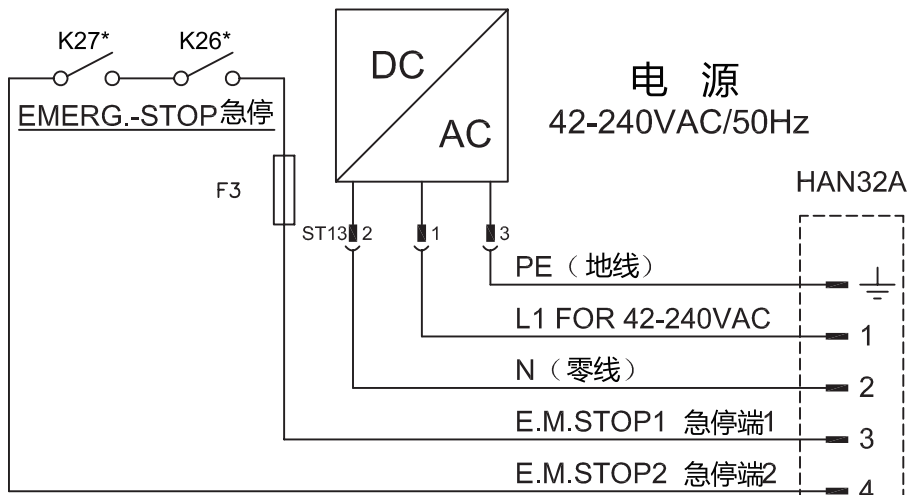 K27* K26*
EMERG.-STOP急停
F3
DC
AC
电 源
42-240VAC/50Hz
HAN32A
ST13 2 1 3
PE（地线）
L1 FOR 42-240VAC 1
N（零线） 2
E.M.STOP1 急停端1 3
E.M.STOP2 急停端2 4